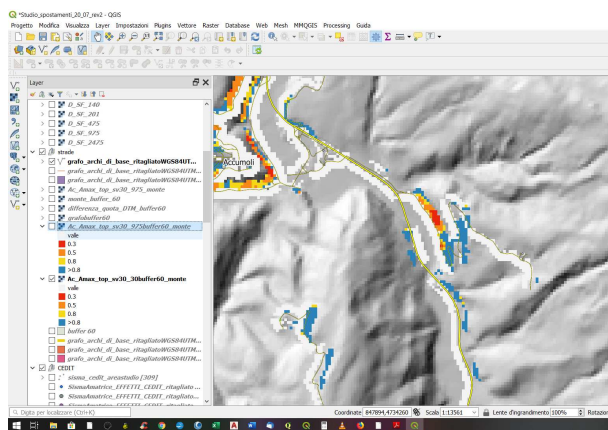 *Studio_spostamenti_20_07_rev2 - QGIS
Progetto Modifica Visualizza Layer Impostazioni Plugins Vettore Raster Database Web Mesh MMQGIS Processing Guida
Layer
D_SF_140
D_SF_201
D_SF_475
D_SF_975
D_SF_2475
strade
grafo_archi_di_base_ritagliatoWGS84UT...
grafo_archi_di_base_ritagliatoWGS84UTM...
grafo_archi_di_base_ritagliatoWGS84UTM...
Ac_Amax_top_sv30_975_monte
monte_buffer_60
differenza_quota_DTM_buffer60
grafobuffer60
Ac_Amax_top_sv30_975buffer60_monte
valle
0.3
0.5
0.8
>0.8
Ac_Amax_top_sv30_30buffer60_monte
valle
0.3
0.5
0.8
>0.8
buffer 60
grafo_archi_di_base_ritagliatoWGS84UTM...
grafo_archi_di_base_ritagliatoWGS84UTM...
grafo_archi_di_base_ritagliatoWGS84UTM...
CEDIT
sisma_cedit_areastudio [309]
SismaAmatrice_EFFETTI_CEDIT_ritagliato ...
SismaAmatrice_EFFETTI_CEDIT_ritagliato
Accumoli
Digita per localizzare (Ctrl+K)
Coordinate 847894,4734260
Scala 1:13561
Lente d'ingrandimento 100%
Rotazion